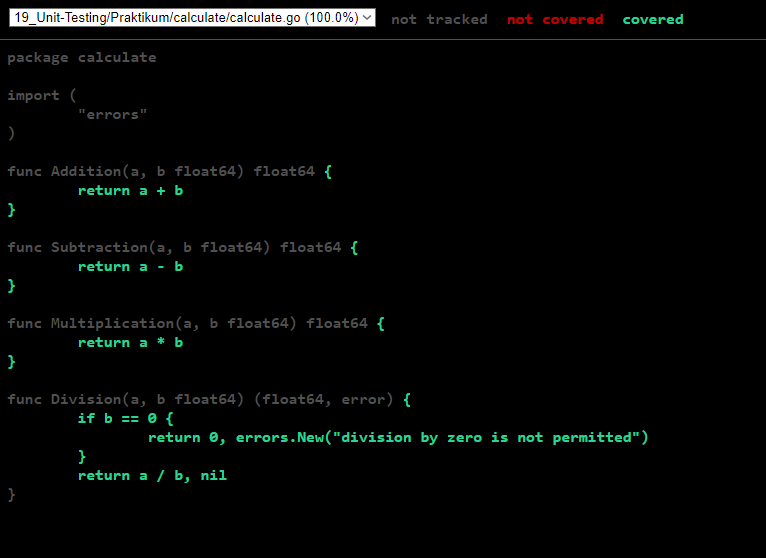 19_Unit-Testing/Praktikum/calculate/calculate.go (100.0%) not tracked not covered covered
package calculate
import (
"errors"
)
func Addition(a, b float64) float64 {
return a + b
}
func Subtraction(a, b float64) float64 {
return a - b
}
func Multiplication(a, b float64) float64 {
return a * b
}
func Division(a, b float64) (float64, error) {
if b == 0 {
return 0, errors.New("division by zero is not permitted")
}
return a / b, nil
}